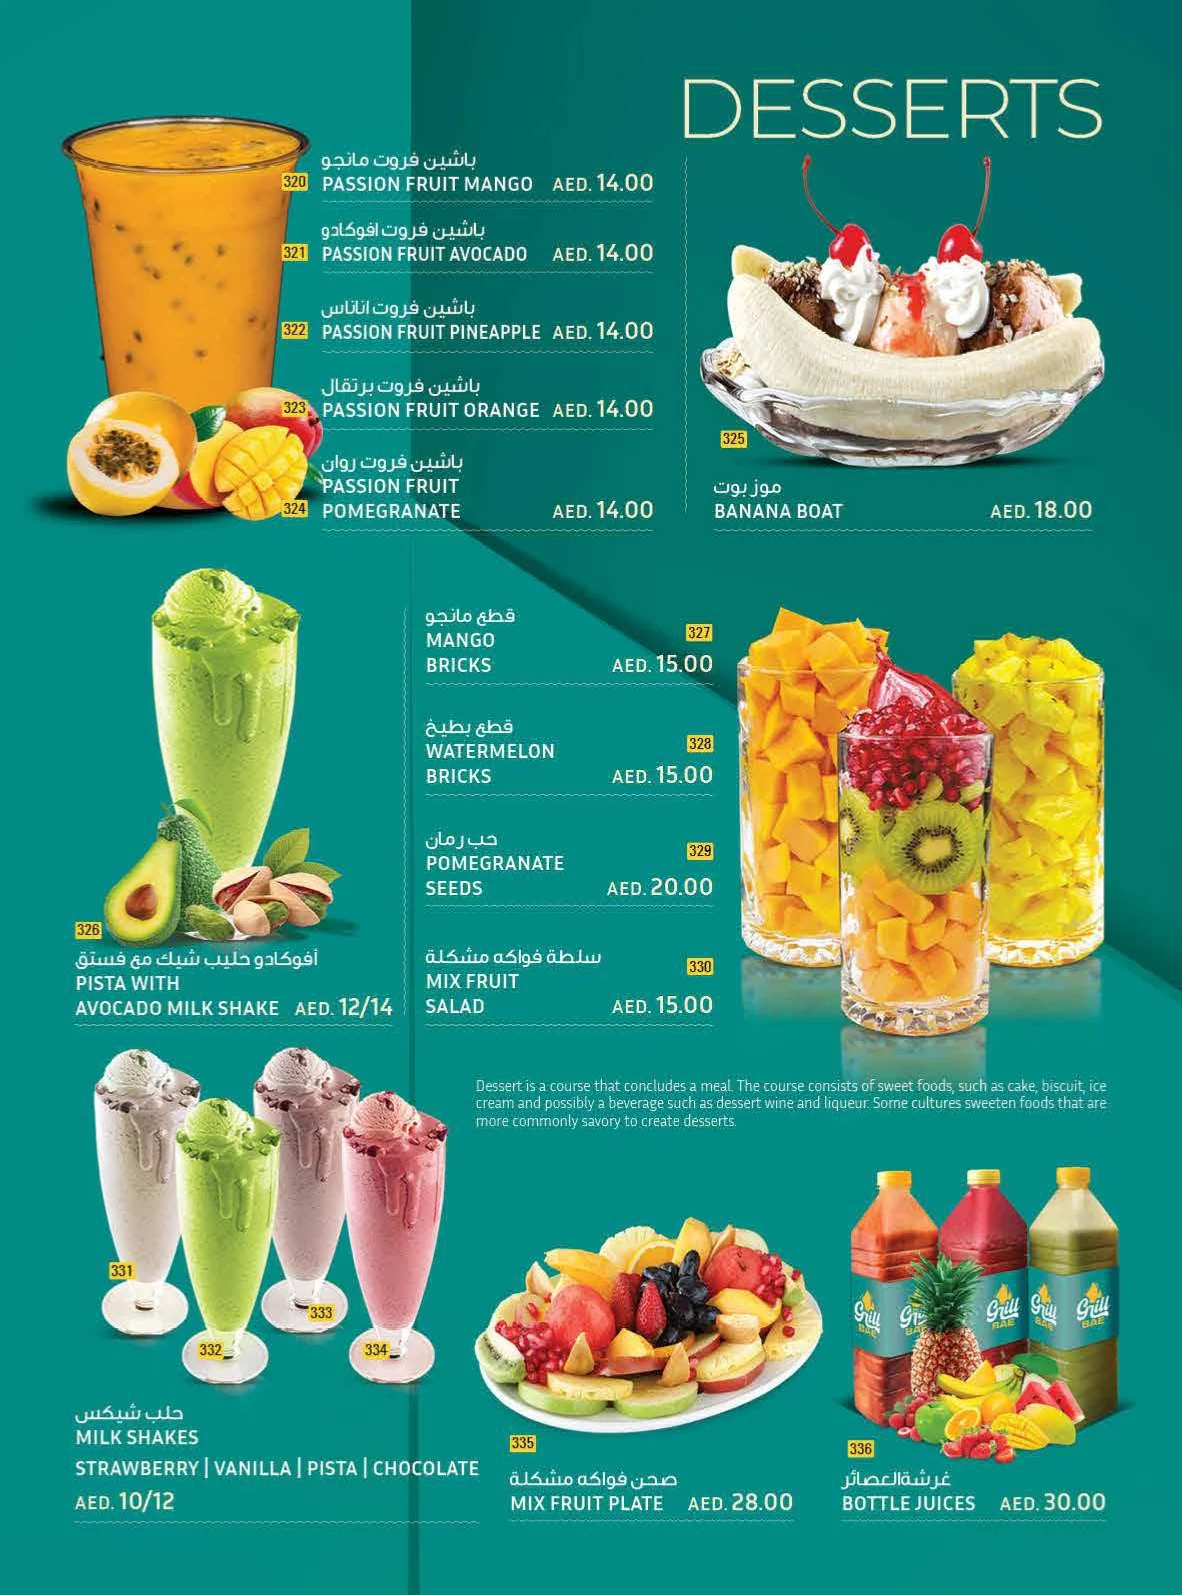 DESSERTS
باشين فروت مانجو
320 PASSION FRUIT MANGO AED. 14.00
باشين فروت افوكادو
321 PASSION FRUIT AVOCADO AED. 14.00
باشين فروت اناناس
322 PASSION FRUIT PINEAPPLE AED. 14.00
باشين فروت برتقال
323 PASSION FRUIT ORANGE AED. 14.00
باشين فروت روان
PASSION FRUIT
324 POMEGRANATE AED. 14.00
325
موز بوت
BANANA BOAT AED. 18.00
326
أفوكادو حليب شيك مع فستق
PISTA WITH
AVOCADO MILK SHAKE AED. 12/14
قطع مانجو
327
MANGO
BRICKS AED. 15.00
قطع بطيخ
328
WATERMELON
BRICKS AED. 15.00
حب رمان
329
POMEGRANATE
SEEDS AED. 20.00
سلطة فواكه مشكلة
330
MIX FRUIT
SALAD AED. 15.00
Dessert is a course that concludes a meal. The course consists of sweet foods, such as cake, biscuit, ice
cream and possibly a beverage such as dessert wine and liqueur. Some cultures sweeten foods that are
more commonly savory to create desserts.
331
333
332
334
حلب شيكس
MILK SHAKES
STRAWBERRY | VANILLA | PISTA | CHOCOLATE
AED. 10/12
335
صحن فواكه مشكلة
MIX FRUIT PLATE AED. 28.00
Grill
BAE
Grill
BAE
Grill
BAE
Grill
BAE
336
غرشةالعصائر
BOTTLE JUICES AED. 30.00